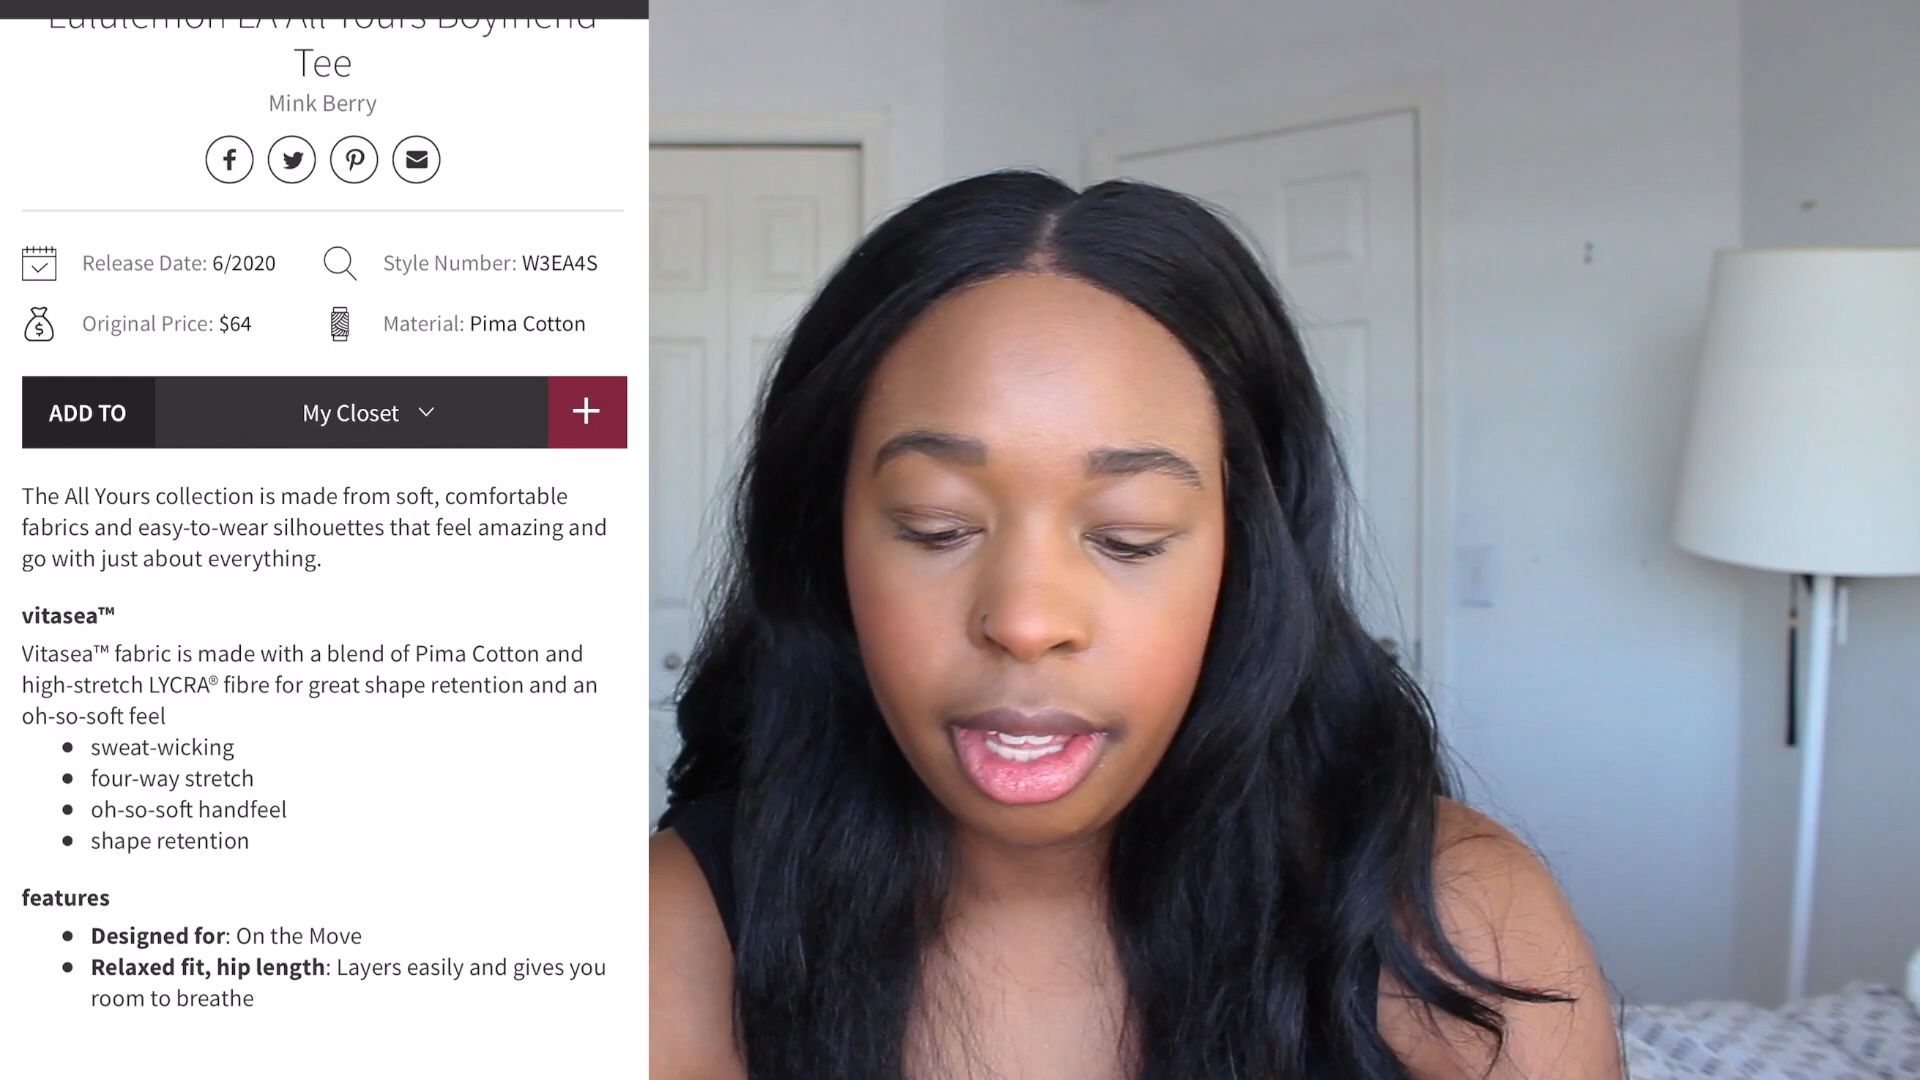 Lululemon EA All Yours Boyfriend
Tee
Mink Berry
Release Date: 6/2020
Style Number: W3EA4S
Original Price: $64
Material: Pima Cotton
ADD TO
My Closet
+
The All Yours collection is made from soft, comfortable
fabrics and easy-to-wear silhouettes that feel amazing and
go with just about everything.
vitasea™
Vitasea™ fabric is made with a blend of Pima Cotton and
high-stretch LYCRA® fibre for great shape retention and an
oh-so-soft feel
• sweat-wicking
• four-way stretch
• oh-so-soft handfeel
• shape retention
features
• Designed for: On the Move
• Relaxed fit, hip length: Layers easily and gives you
room to breathe